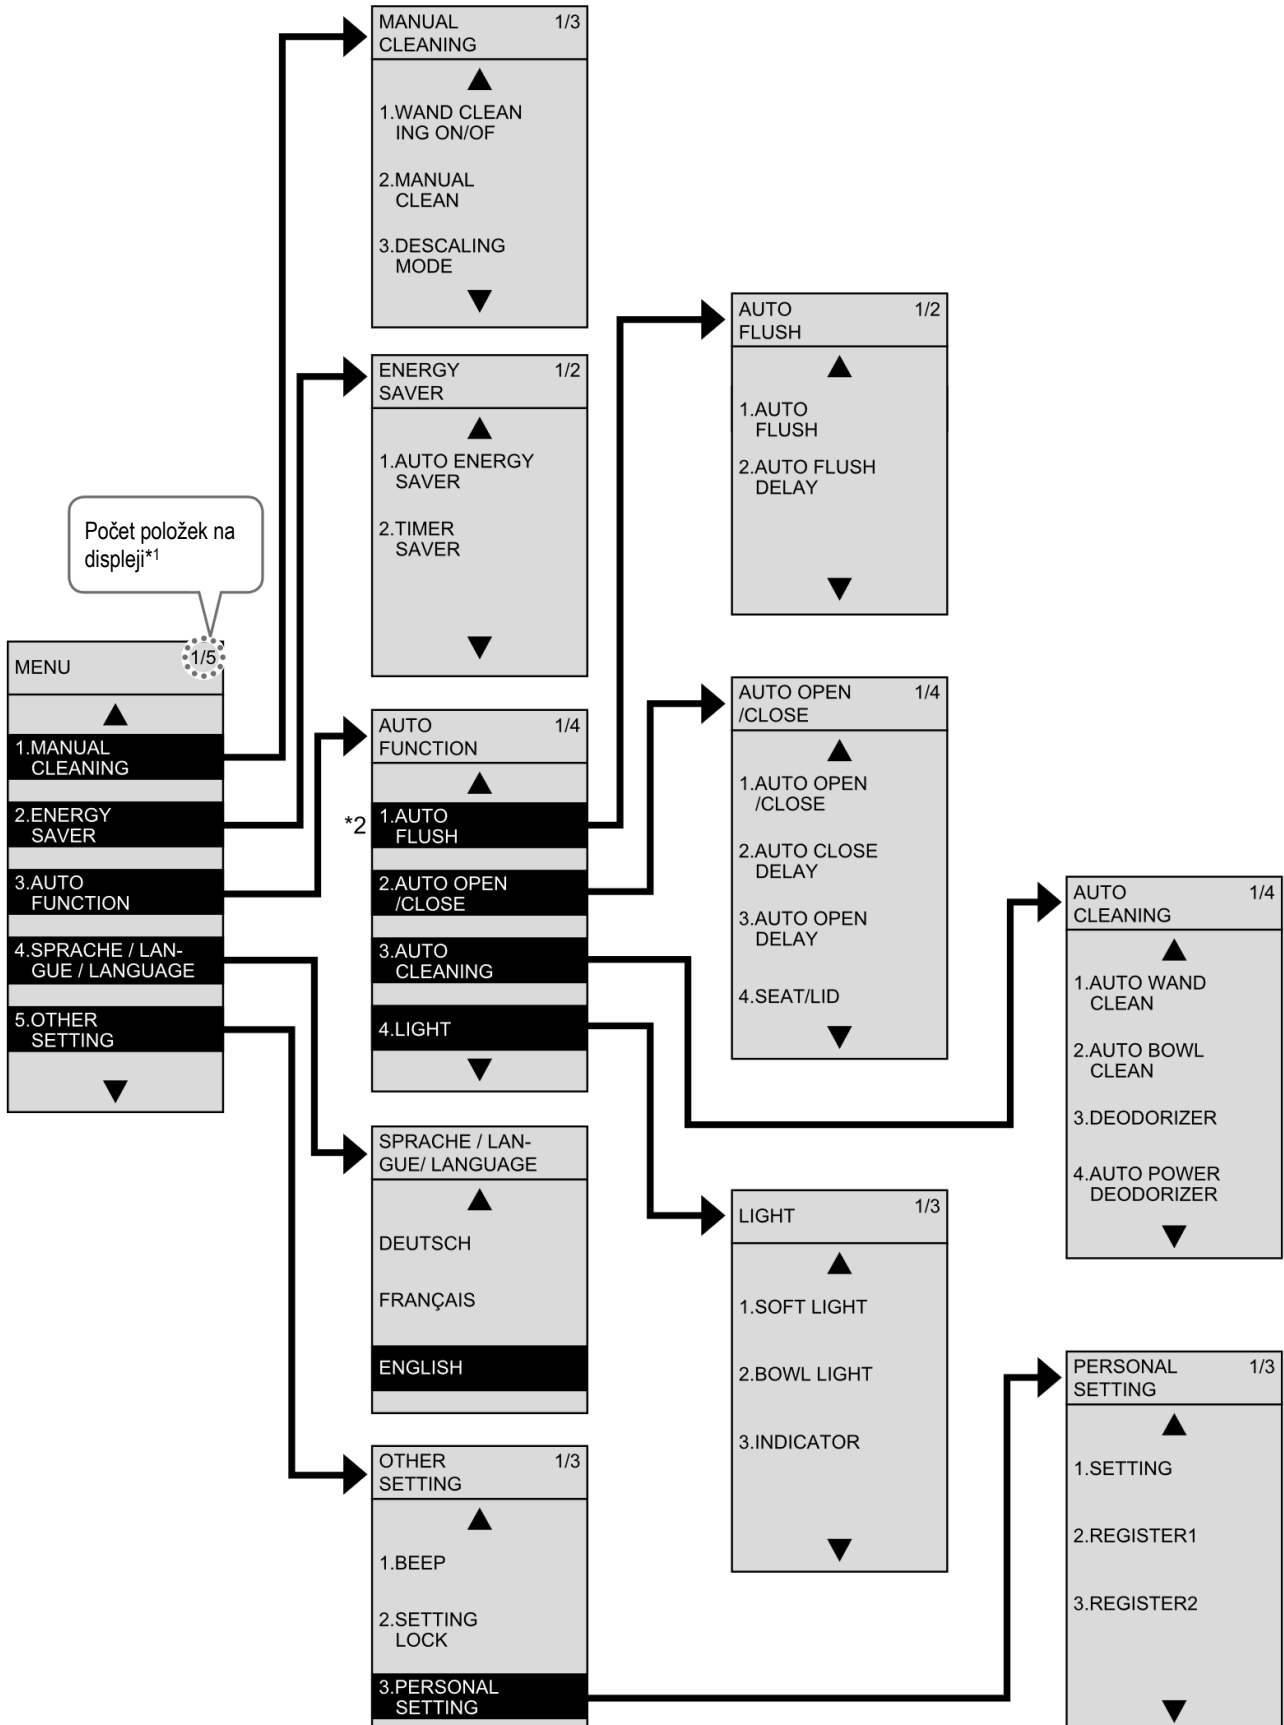 MANUAL 1/3
CLEANING
1.WAND CLEAN
ING ON/OF
2.MANUAL
CLEAN
3.DESCALING
MODE
ENERGY 1/2
SAVER
1.AUTO ENERGY
SAVER
2.TIMER
SAVER
Počet položek na
displeji*1
MENU 1/5
1.MANUAL
CLEANING
2.ENERGY
SAVER
3.AUTO
FUNCTION
4.SPRACHE / LAN-
GUE / LANGUAGE
5.OTHER
SETTING
AUTO 1/4
FUNCTION
*2 1.AUTO
FLUSH
2.AUTO OPEN
/CLOSE
3.AUTO
CLEANING
4.LIGHT
SPRACHE / LAN-
GUE/ LANGUAGE
DEUTSCH
FRANÇAIS
ENGLISH
OTHER 1/3
SETTING
1.BEEP
2.SETTING
LOCK
3.PERSONAL
SETTING
AUTO 1/2
FLUSH
1.AUTO
FLUSH
2.AUTO FLUSH
DELAY
AUTO OPEN 1/4
/CLOSE
1.AUTO OPEN
/CLOSE
2.AUTO CLOSE
DELAY
3.AUTO OPEN
DELAY
4.SEAT/LID
LIGHT 1/3
1.SOFT LIGHT
2.BOWL LIGHT
3.INDICATOR
AUTO 1/4
CLEANING
1.AUTO WAND
CLEAN
2.AUTO BOWL
CLEAN
3.DEODORIZER
4.AUTO POWER
DEODORIZER
PERSONAL 1/3
SETTING
1.SETTING
2.REGISTER1
3.REGISTER2